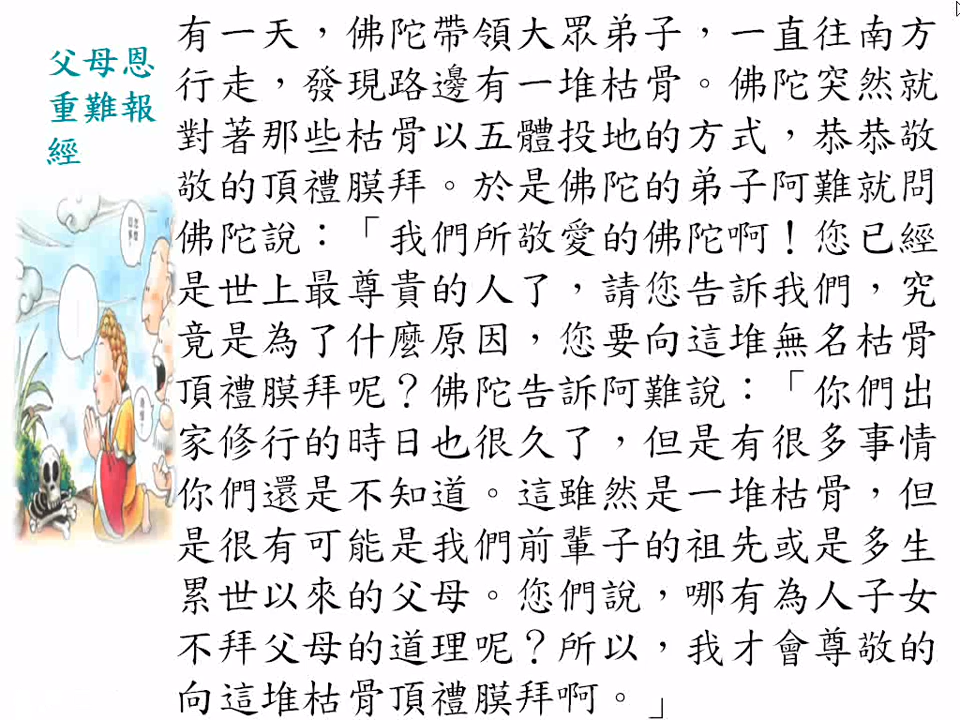 父母恩
重難報
經
有一天，佛陀帶領大眾弟子，一直往南方
行走，發現路邊有一堆枯骨。佛陀突然就
對著那些枯骨以五體投地的方式，恭恭敬
敬的頂禮膜拜。於是佛陀的弟子阿難就問
佛陀說：「我們所敬愛的佛陀啊！您已經
是世上最尊貴的人了，請您告訴我們，究
竟是為了什麼原因，您要向這堆無名枯骨
頂禮膜拜呢？佛陀告訴阿難說：「你們出
家修行的時日也很久了，但是有很多事情
你們還是不知道。這雖然是一堆枯骨，但
是很有可能是我們前輩子的祖先或是多生
累世以來的父母。您們說，哪有為人子女
不拜父母的道理呢？所以，我才會尊敬的
向這堆枯骨頂禮膜拜啊。」